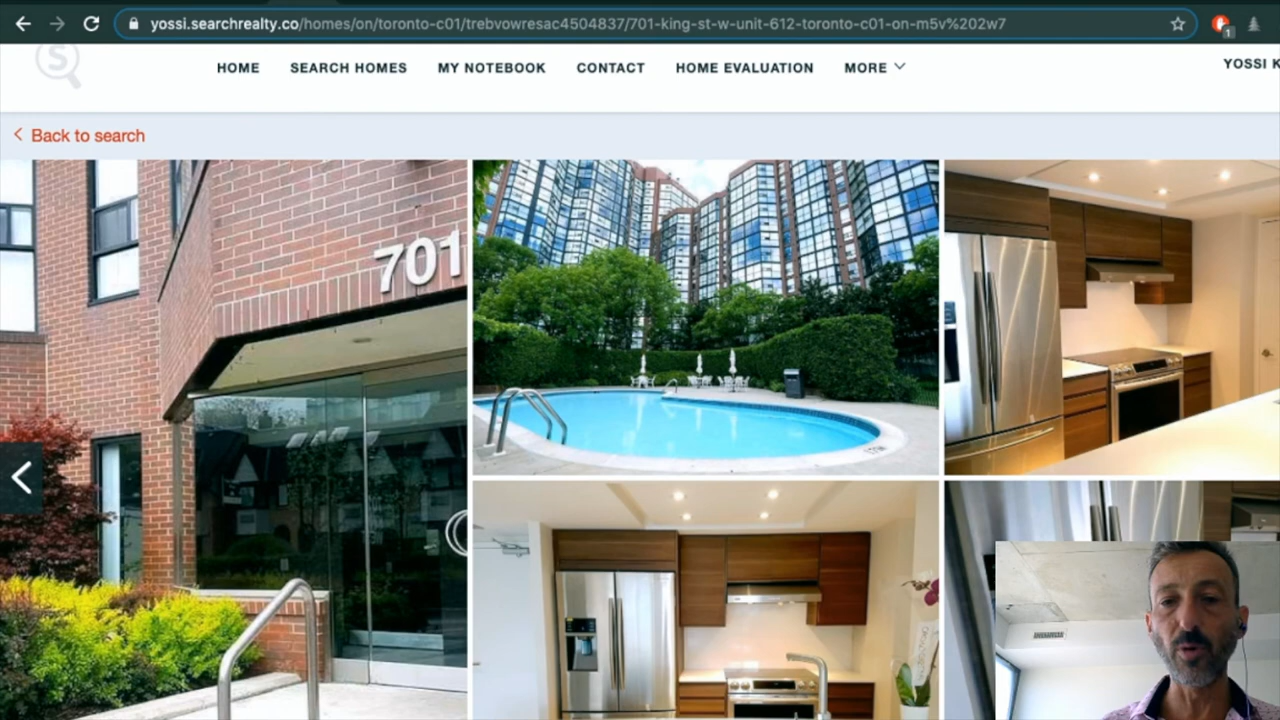 yossi.searchrealty.co/homes/on/toronto-c01/trebvowresac4504837/701-king-st-w-unit-612-toronto-c01-on-m5v%202w7
1
S
HOME SEARCH HOMES MY NOTEBOOK CONTACT HOME EVALUATION MORE YOSSI K
Back to search
701